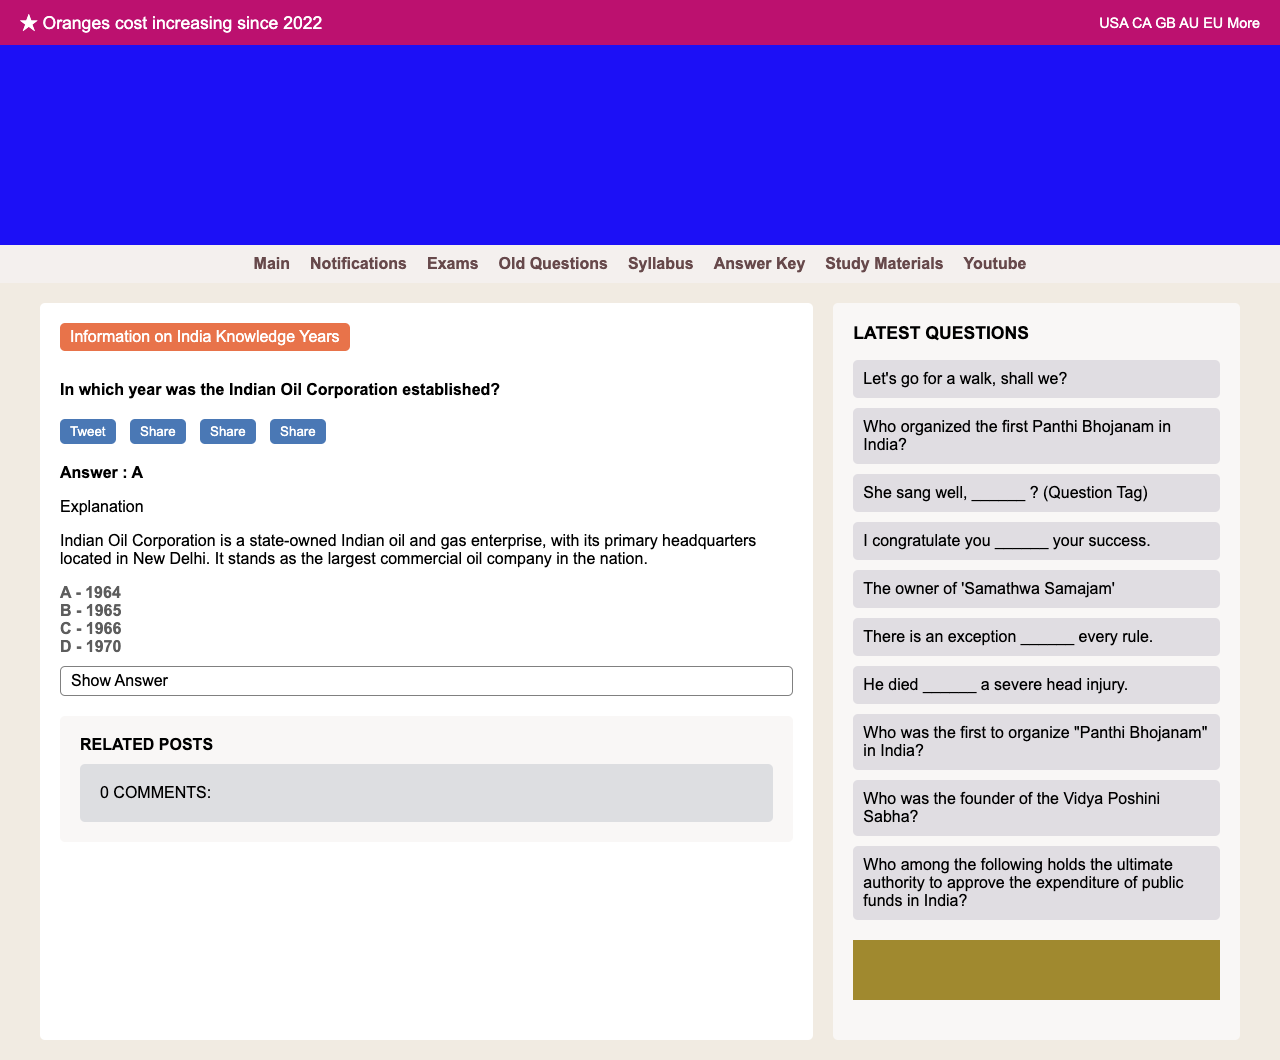 ★ Oranges cost increasing since 2022
USA CA GB AU EU More
Main Notifications Exams Old Questions Syllabus Answer Key Study Materials Youtube
Information on India Knowledge Years
In which year was the Indian Oil Corporation established?
Tweet Share Share Share
Answer : A
Explanation
Indian Oil Corporation is a state-owned Indian oil and gas enterprise, with its primary headquarters
located in New Delhi. It stands as the largest commercial oil company in the nation.
A - 1964
B - 1965
C - 1966
D - 1970
Show Answer
RELATED POSTS
0 COMMENTS:
LATEST QUESTIONS
Let's go for a walk, shall we?
Who organized the first Panthi Bhojanam in
India?
She sang well, ______ ? (Question Tag)
I congratulate you ______ your success.
The owner of 'Samathwa Samajam'
There is an exception ______ every rule.
He died ______ a severe head injury.
Who was the first to organize "Panthi Bhojanam"
in India?
Who was the founder of the Vidya Poshini
Sabha?
Who among the following holds the ultimate
authority to approve the expenditure of public
funds in India?